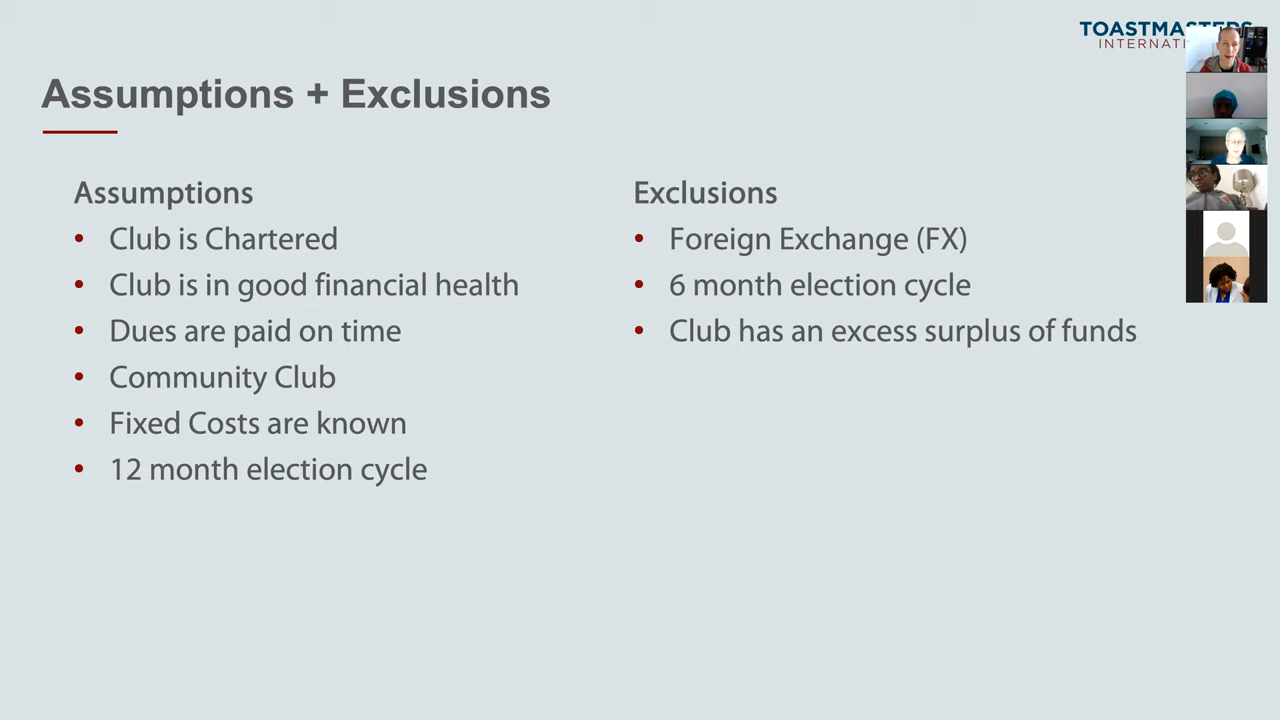 TOASTMASTERS
Assumptions + Exclusions
Assumptions
• Club is Chartered
• Club is in good financial health
• Dues are paid on time
• Community Club
• Fixed Costs are known
• 12 month election cycle
Exclusions
• Foreign Exchange (FX)
• 6 month election cycle
• Club has an excess surplus of funds